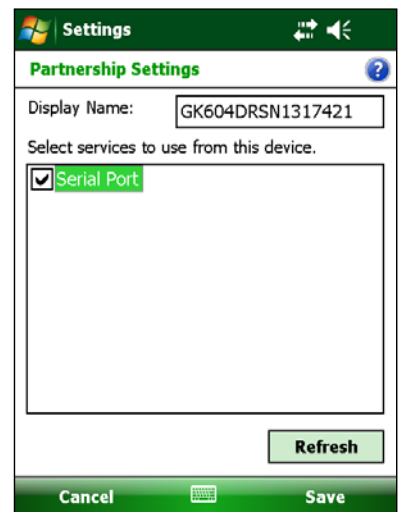 Settings
Partnership Settings ?
Display Name: GK604DRSN1317421
Select services to use from this device.
Serial Port
Refresh
Cancel Save